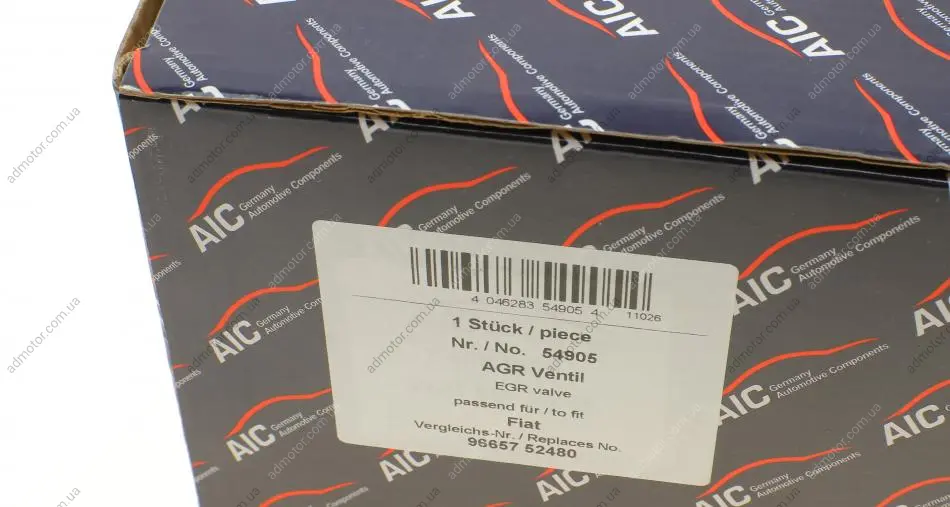 AIC Germany Automotive Components
4 046283 54905 4 11026
1 Stück / piece
Nr. / No. 54905
AGR Ventil
EGR valve
passend für / to fit
Fiat
Vergleichs-Nr. / Replaces No.
96657 52480
admotor.com.ua